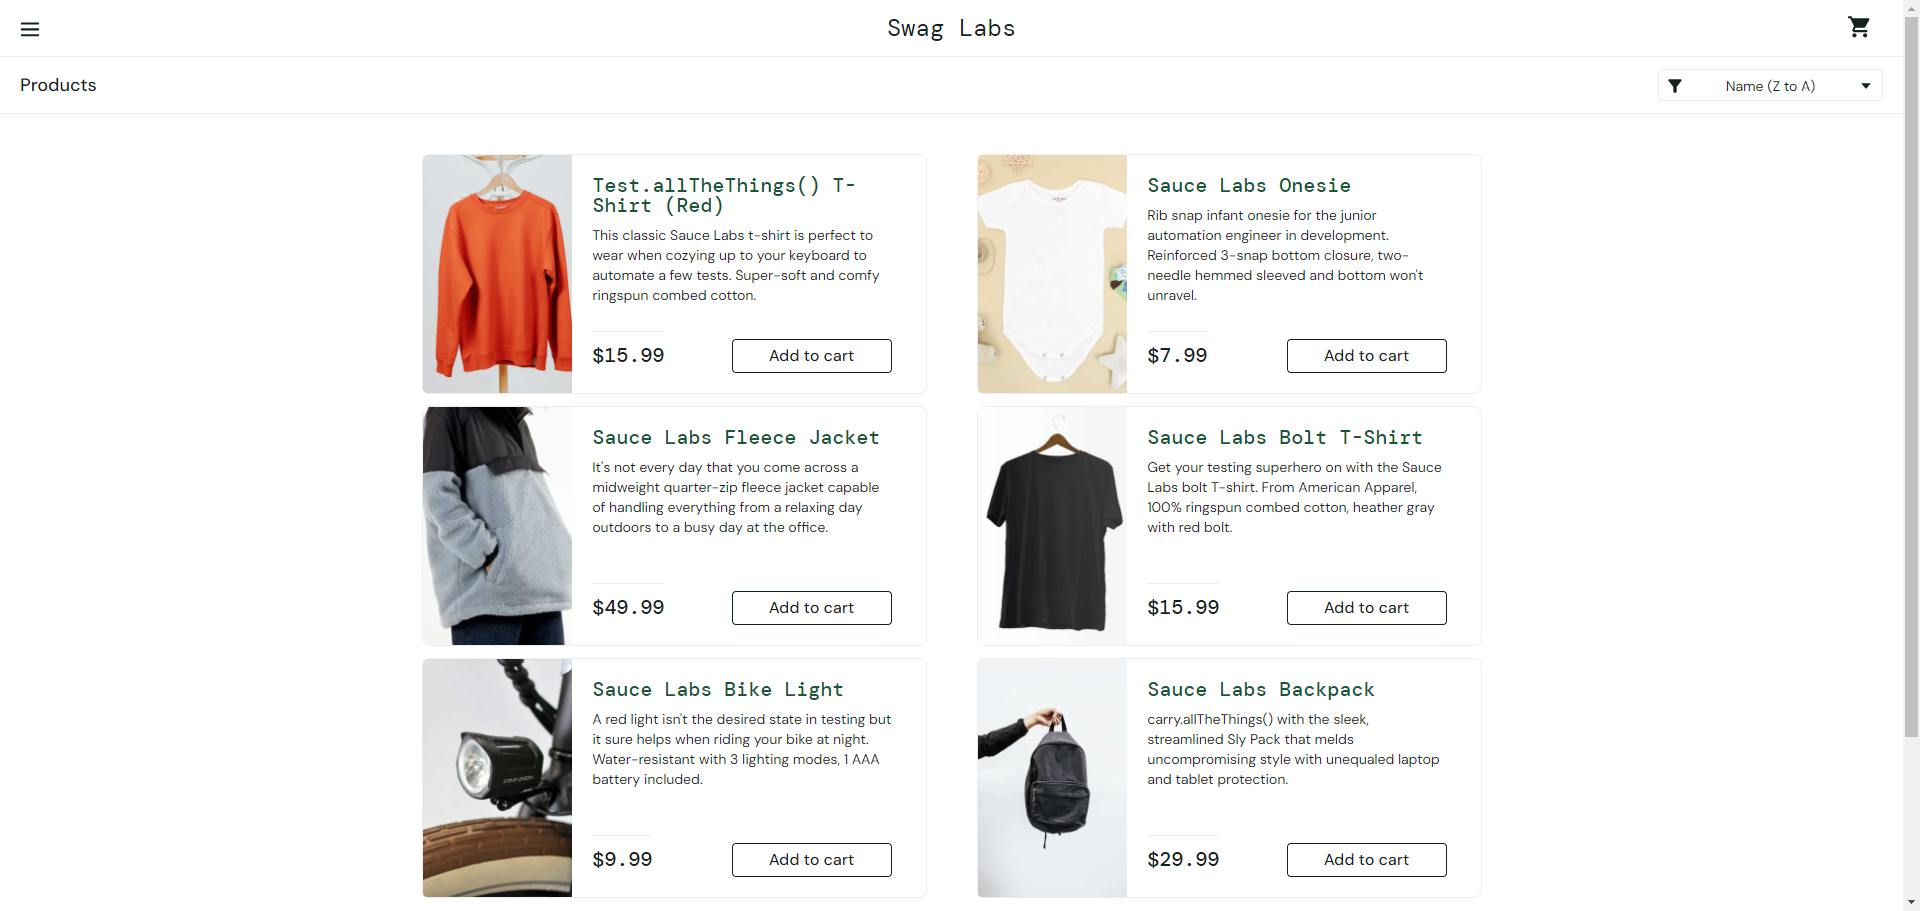 Swag Labs
Products
Name (Z to A)
Test.allTheThings() T-
Shirt (Red)
This classic Sauce Labs t-shirt is perfect to
wear when cozying up to your keyboard to
automate a few tests. Super-soft and comfy
ringspun combed cotton.
$15.99
Add to cart
Sauce Labs Onesie
Rib snap infant onesie for the junior
automation engineer in development.
Reinforced 3-snap bottom closure, two-
needle hemmed sleeved and bottom won't
unravel.
$7.99
Add to cart
Sauce Labs Fleece Jacket
It's not every day that you come across a
midweight quarter-zip fleece jacket capable
of handling everything from a relaxing day
outdoors to a busy day at the office.
$49.99
Add to cart
Sauce Labs Bolt T-Shirt
Get your testing superhero on with the Sauce
Labs bolt T-shirt. From American Apparel,
100% ringspun combed cotton, heather gray
with red bolt.
$15.99
Add to cart
Sauce Labs Bike Light
A red light isn't the desired state in testing but
it sure helps when riding your bike at night.
Water-resistant with 3 lighting modes, 1 AAA
battery included.
$9.99
Add to cart
Sauce Labs Backpack
carry.allTheThings() with the sleek,
streamlined Sly Pack that melds
uncompromising style with unequaled laptop
and tablet protection.
$29.99
Add to cart